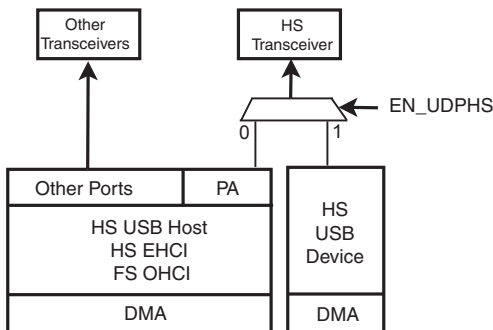 Other
Transceivers
HS
Transceiver
EN_UDPHS
0
1
Other Ports
PA
HS USB Host
HS EHCI
FS OHCI
DMA
HS
USB
Device
DMA